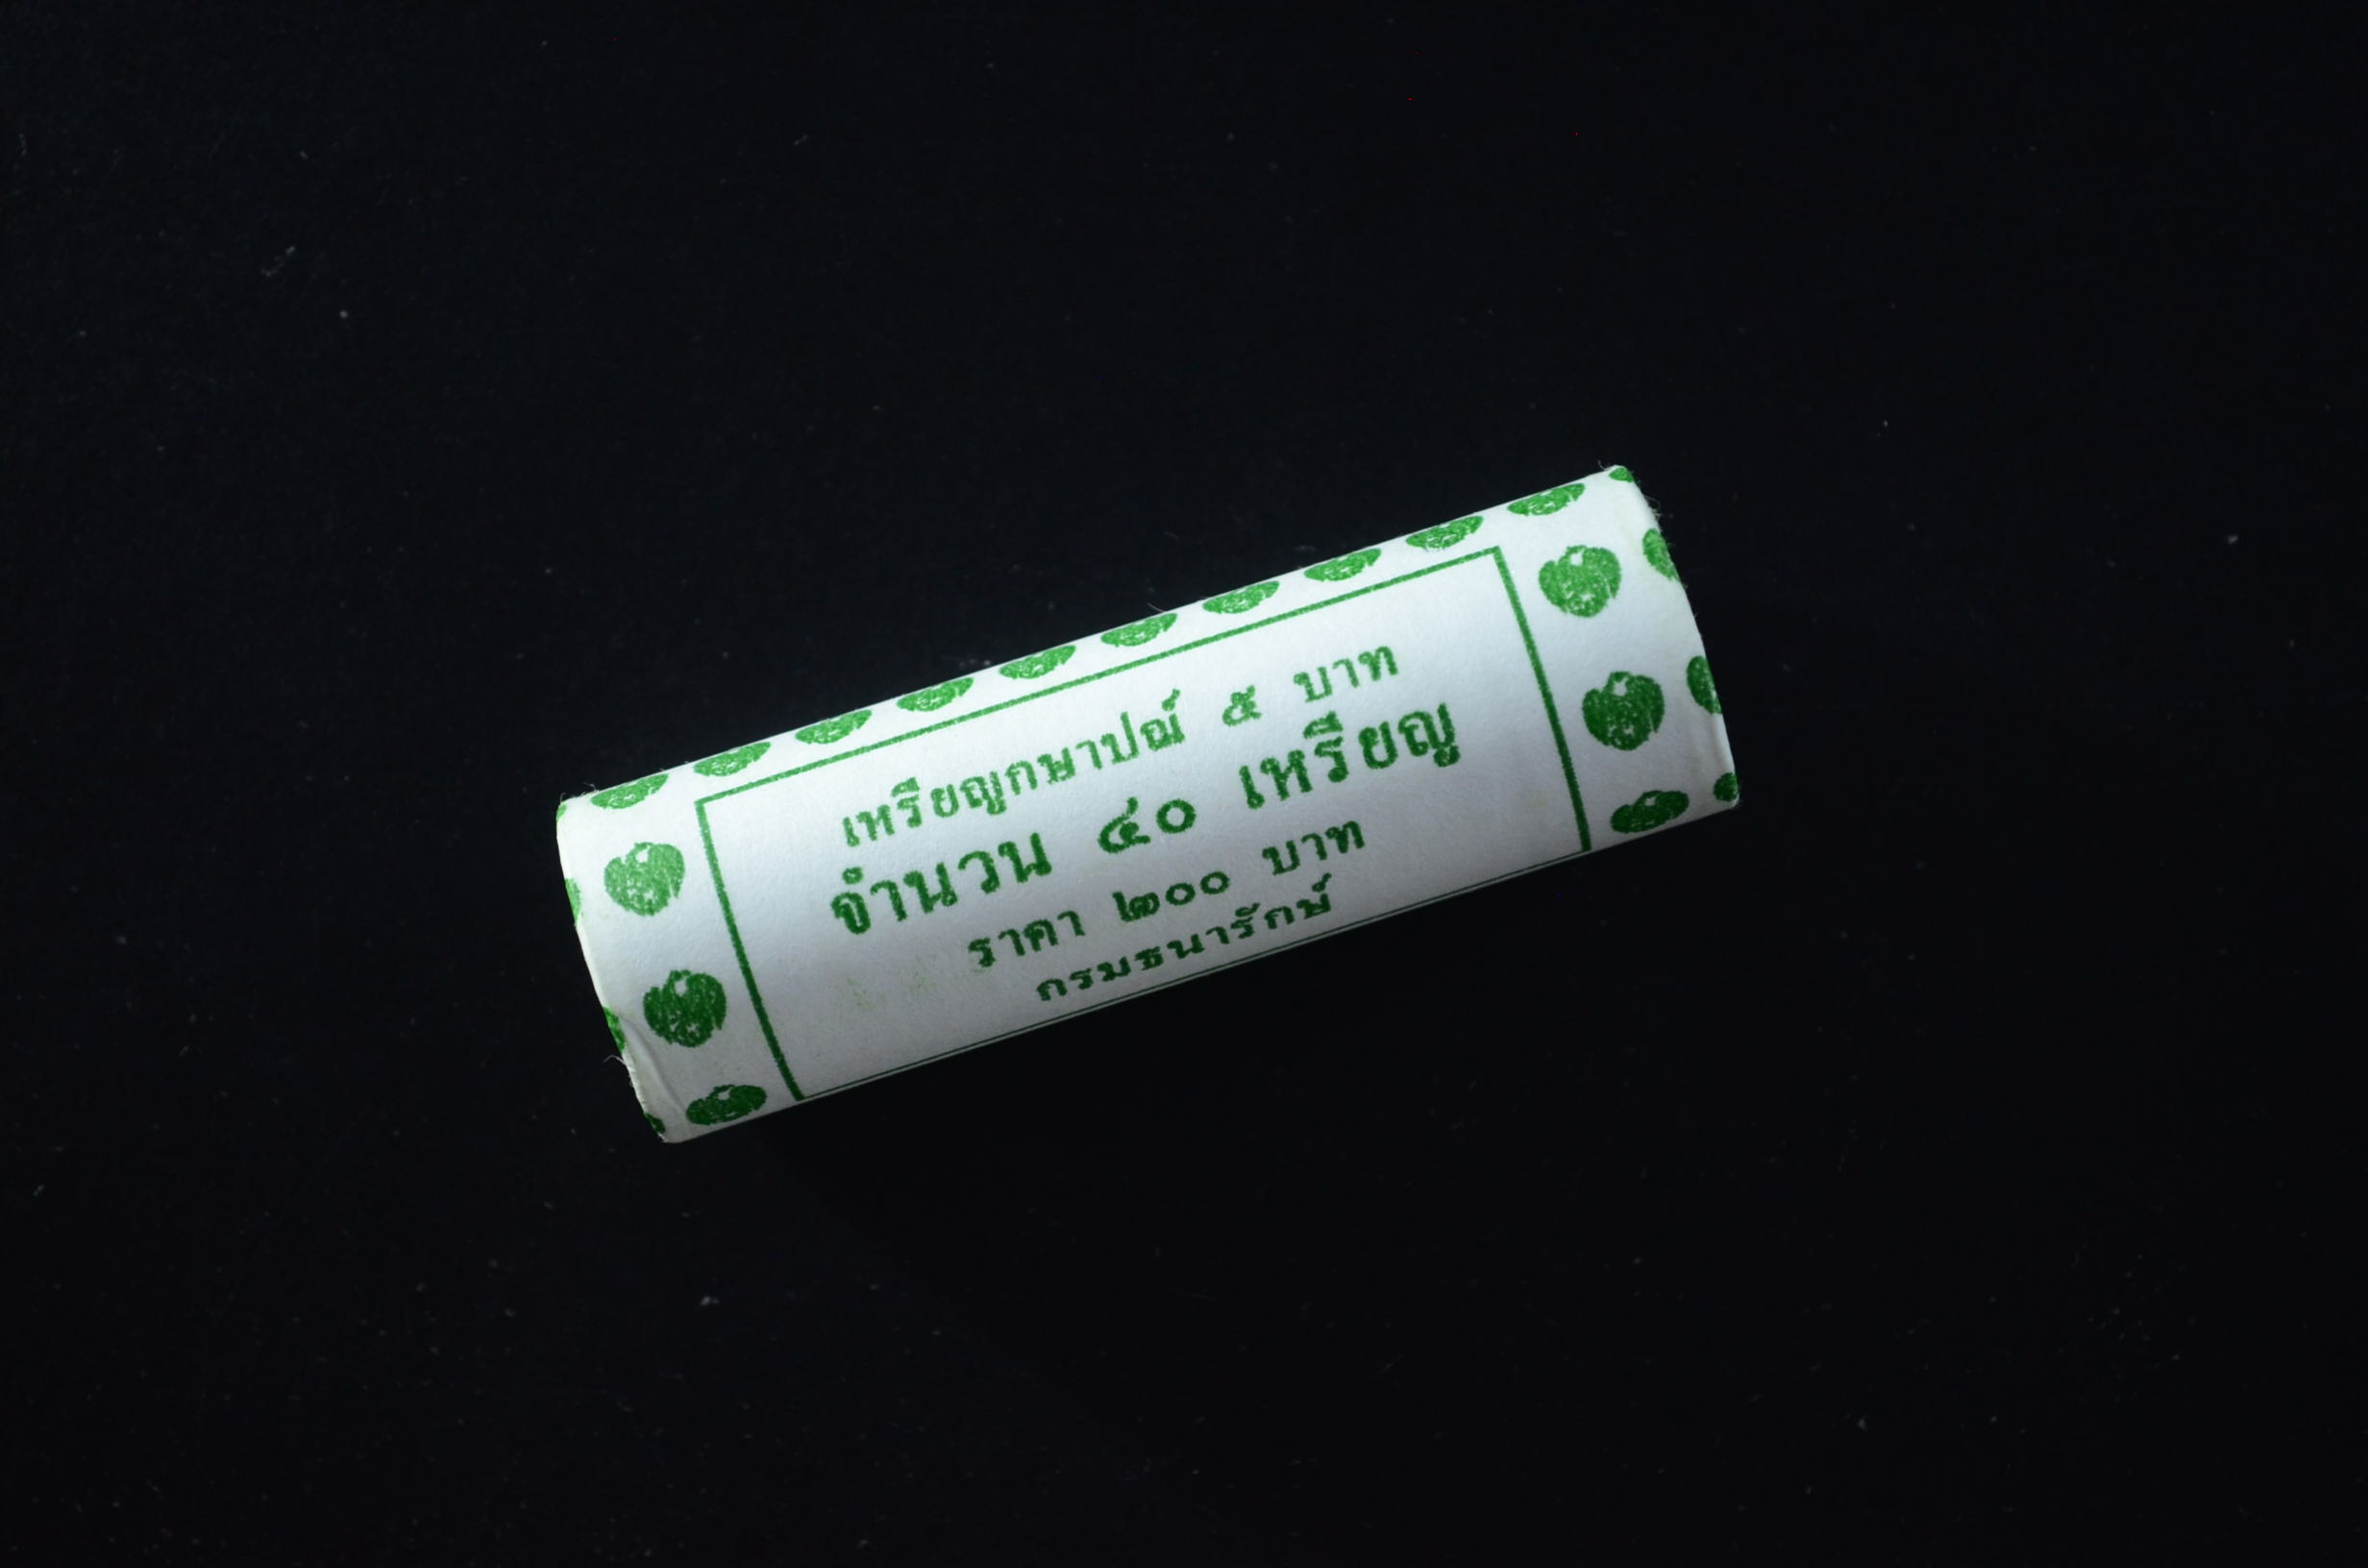 เหรียญกษาปณ์ ๕ บาท
จำนวน ๔๐ เหรียญ
ราคา ๒๐๐ บาท
กรมธนารักษ์